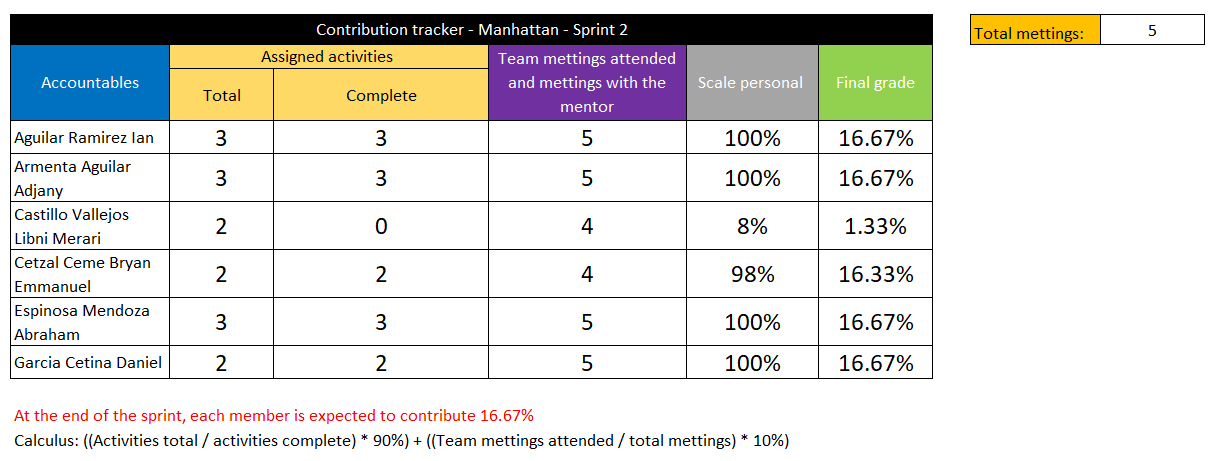 Contribution tracker - Manhattan - Sprint 2
Total mettings: 5
Accountables
Assigned activities
Total
Complete
Team mettings attended
and mettings with the
mentor
Scale personal
Final grade
Aguilar Ramirez Ian 3 3 5 100% 16.67%
Armenta Aguilar
Adjany 3 3 5 100% 16.67%
Castillo Vallejos
Libni Merari 2 0 4 8% 1.33%
Cetzal Ceme Bryan
Emmanuel 2 2 4 98% 16.33%
Espinosa Mendoza
Abraham 3 3 5 100% 16.67%
Garcia Cetina Daniel 2 2 5 100% 16.67%
At the end of the sprint, each member is expected to contribute 16.67%
Calculus: ((Activities total / activities complete) * 90%) + ((Team mettings attended / total mettings) * 10%)